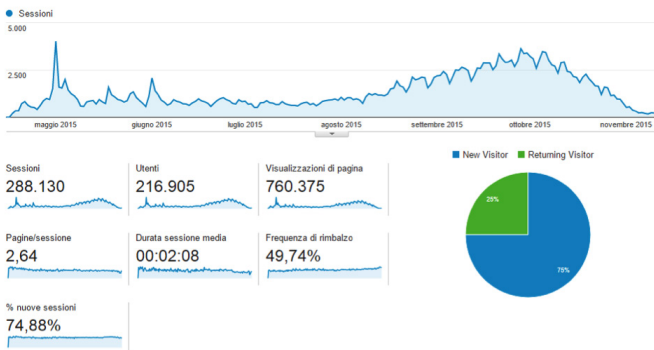 Sessioni
5.000
2.500
maggio 2015 giugno 2015 luglio 2015 agosto 2015 settembre 2015 ottobre 2015 novembre 2015
New Visitor Returning Visitor
Sessioni Utenti Visualizzazioni di pagina
288.130 216.905 760.375
25%
75%
Pagine/sessione Durata sessione media Frequenza di rimbalzo
2,64 00:02:08 49,74%
% nuove sessioni
74,88%